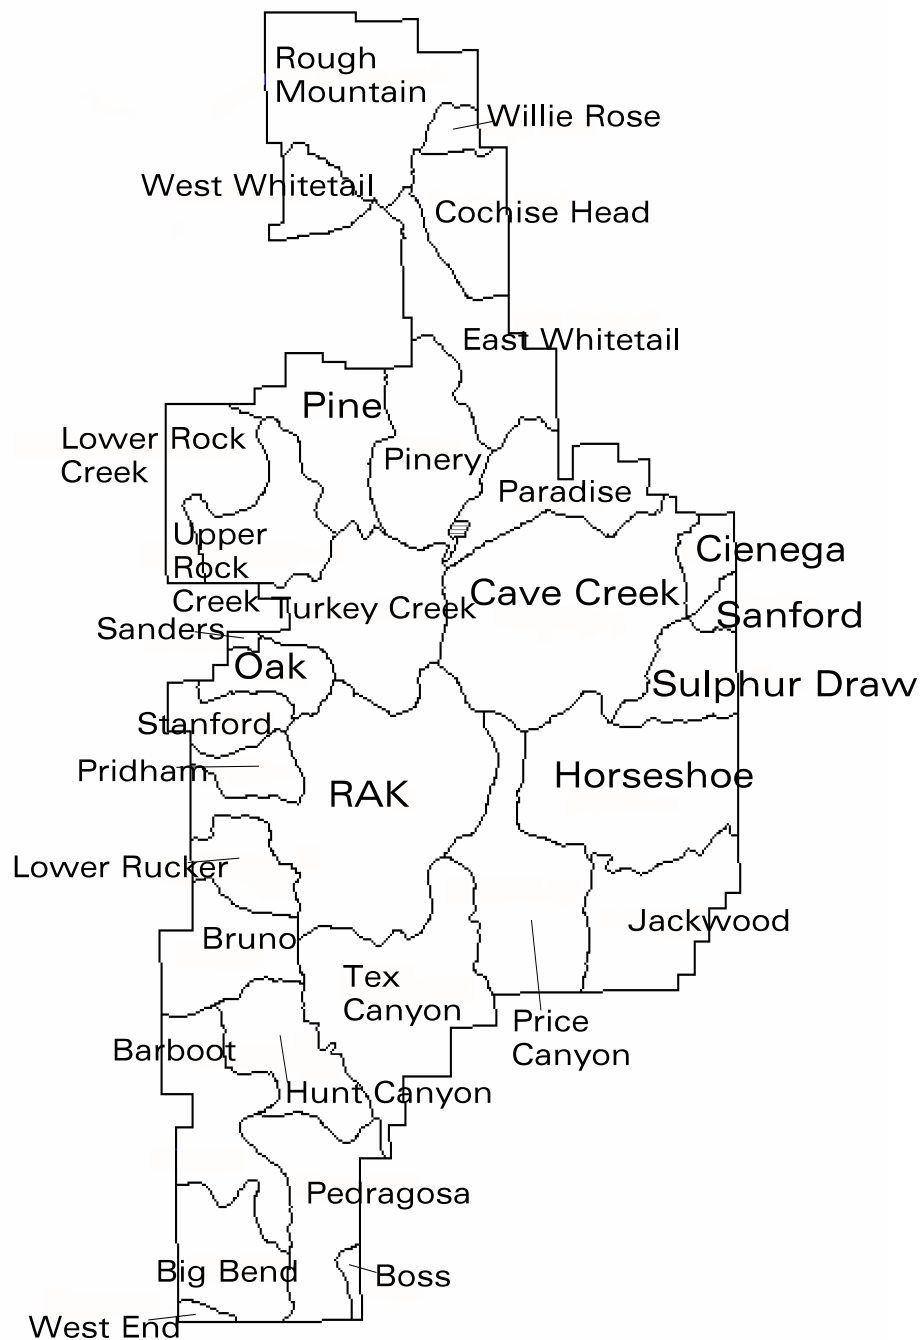 Rough
Mountain
Willie Rose
West Whitetail
Cochise Head
East Whitetail
Pine
Lower Rock
Creek
Pinery
Paradise
Upper
Rock
Creek
Cienega
Cave Creek
Turkey Creek
Sanford
Sanders
Oak
Sulphur Draw
Stanford
Pridham
Horseshoe
RAK
Lower Rucker
Jackwood
Bruno
Tex
Canyon
Price
Canyon
Barboot
Hunt Canyon
Pedragosa
Big Bend
Boss
West End